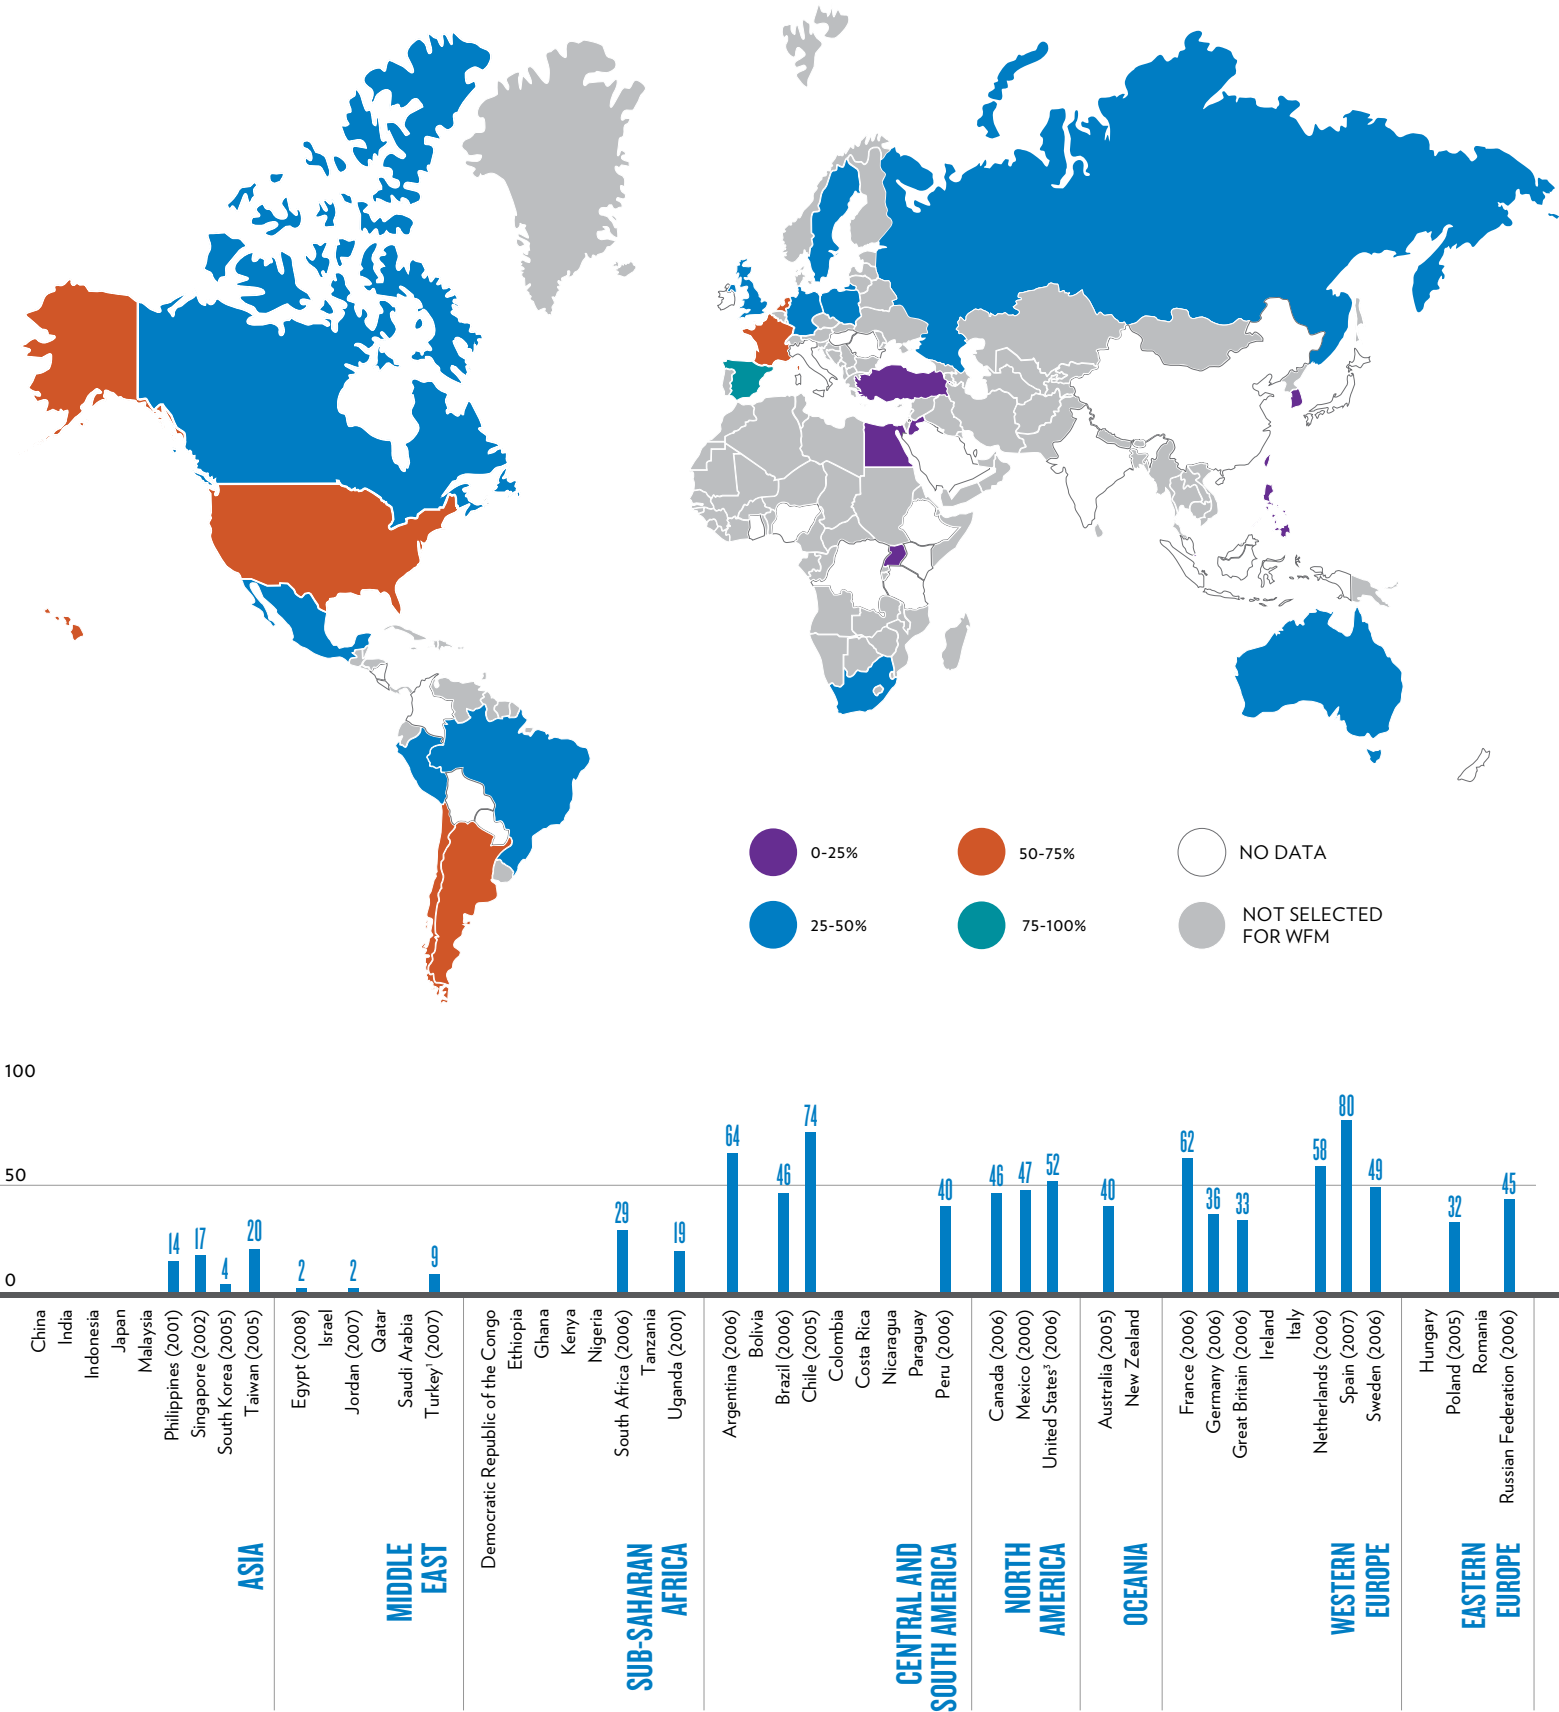 0-25%
50-75%
NO DATA
25-50%
75-100%
NOT SELECTED
FOR WFM
100
50
0
14
17
4
20
2
2
9
29
19
64
46
74
40
46
47
52
40
62
36
33
58
80
49
32
45
China
India
Indonesia
Japan
Malaysia
Philippines (2001)
Singapore (2002)
South Korea (2005)
Taiwan (2005)
Egypt (2008)
Israel
Jordan (2007)
Qatar
Saudi Arabia
Turkey¹ (2007)
Democratic Republic of the Congo
Ethiopia
Ghana
Kenya
Nigeria
South Africa (2006)
Tanzania
Uganda (2001)
Argentina (2006)
Bolivia
Brazil (2006)
Chile (2005)
Colombia
Costa Rica
Nicaragua
Paraguay
Peru (2006)
Canada (2006)
Mexico (2000)
United States³ (2006)
Australia (2005)
New Zealand
France (2006)
Germany (2006)
Great Britain (2006)
Ireland
Italy
Netherlands (2006)
Spain (2007)
Sweden (2006)
Hungary
Poland (2005)
Romania
Russian Federation (2006)
ASIA
MIDDLE
EAST
SUB-SAHARAN
AFRICA
CENTRAL AND
SOUTH AMERICA
NORTH
AMERICA
OCEANIA
WESTERN
EUROPE
EASTERN
EUROPE